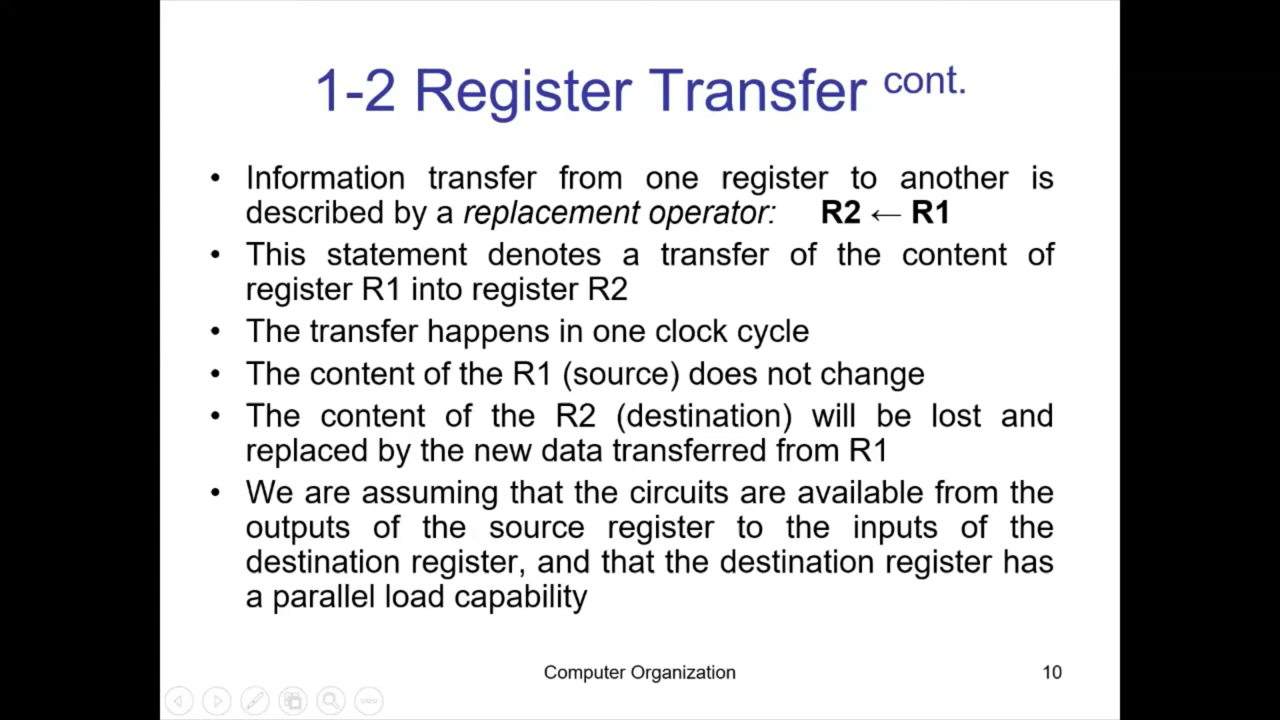 1-2 Register Transfer cont.
• Information transfer from one register to another is
described by a replacement operator: R2 ← R1
• This statement denotes a transfer of the content of
register R1 into register R2
• The transfer happens in one clock cycle
• The content of the R1 (source) does not change
• The content of the R2 (destination) will be lost and
replaced by the new data transferred from R1
• We are assuming that the circuits are available from the
outputs of the source register to the inputs of the
destination register, and that the destination register has
a parallel load capability
Computer Organization 10